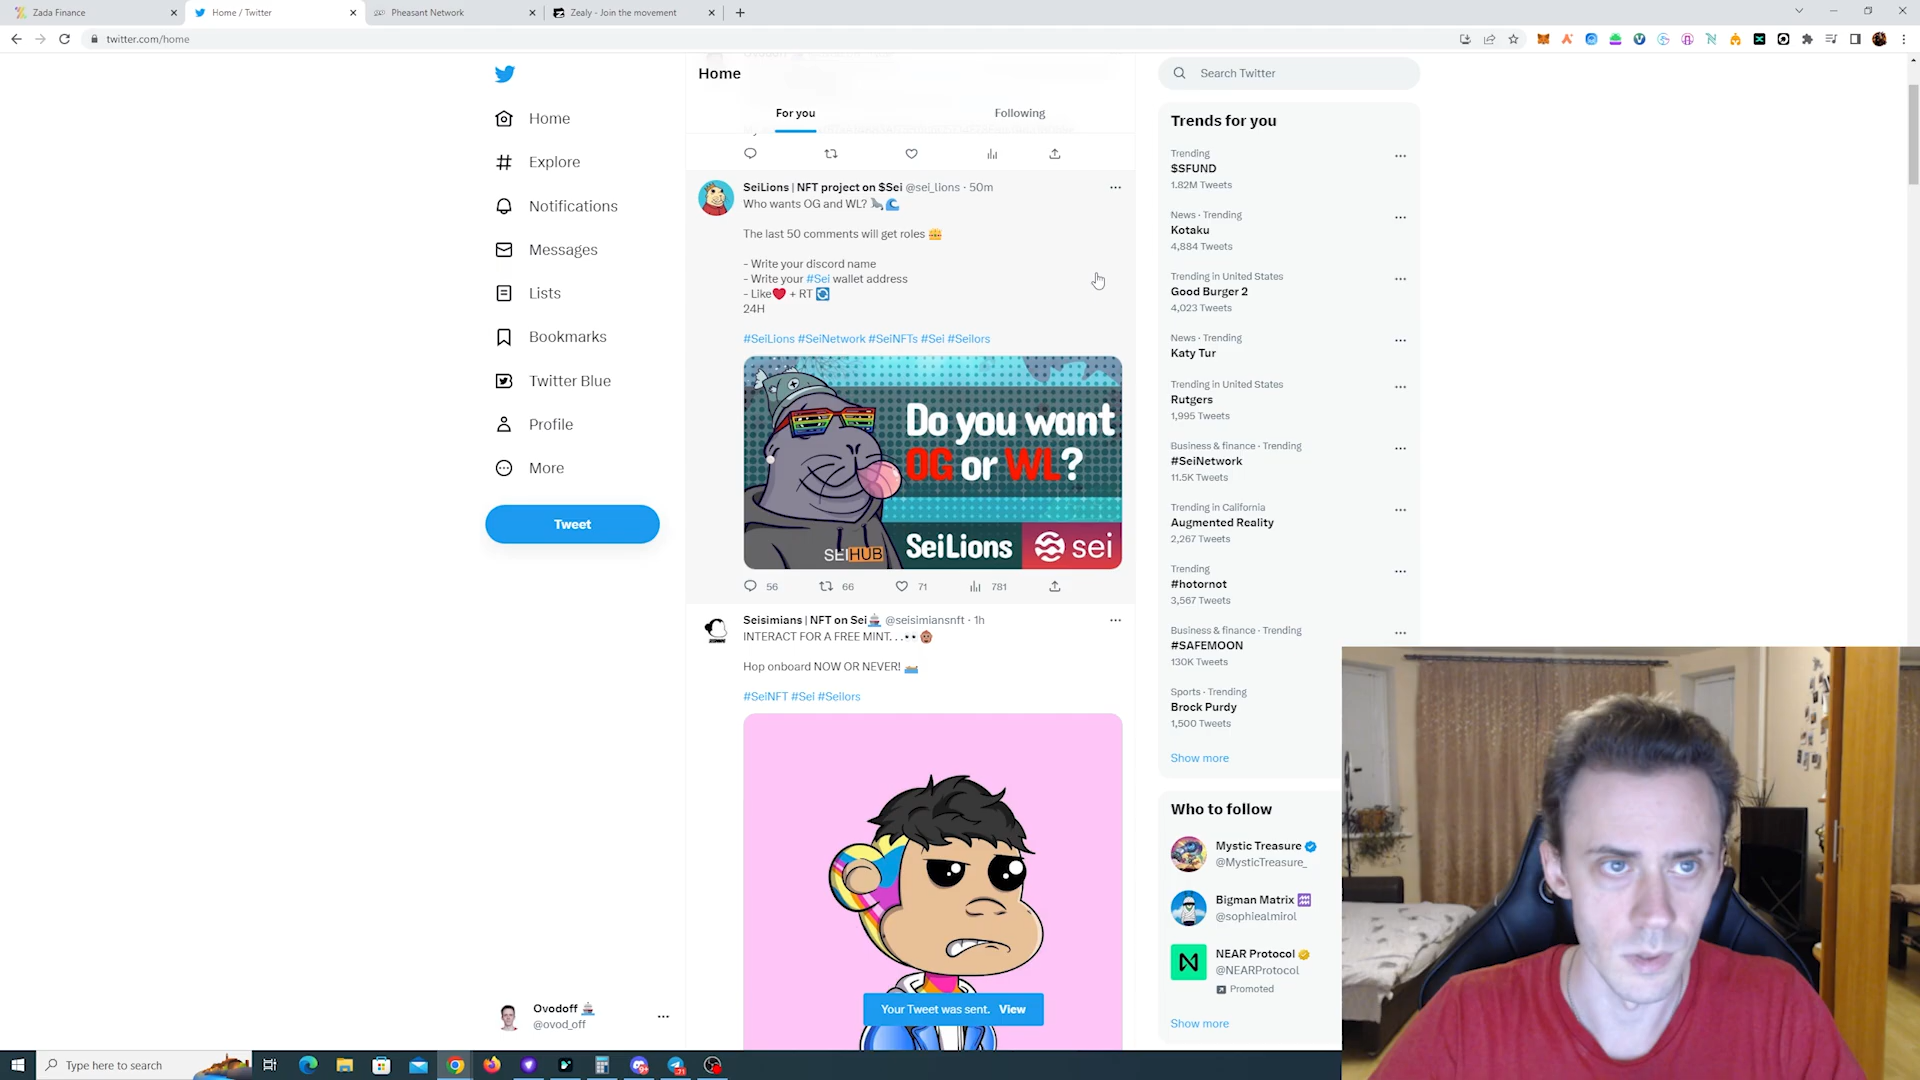 Zada Finance
Home / Twitter
Pheasant Network
Zealy - Join the movement
twitter.com/home
Home
For you
Following
Home
Explore
Notifications
Messages
Lists
Bookmarks
Twitter Blue
Profile
More
Tweet
Ovodoff
@ovod_off
SeiLions | NFT project on $Sei @sei_lions · 50m
Who wants OG and WL?
The last 50 comments will get roles
- Write your discord name
- Write your #Sei wallet address
- Like + RT
24H
#SeiLions #SeiNetwork #SeiNFTs #Sei #Seilors
Do you want
OG or WL?
SEIHUB
SeiLions
sei
56
66
71
781
Seisimians | NFT on Sei @seisimiansnft · 1h
INTERACT FOR A FREE MINT. . .
Hop onboard NOW OR NEVER!
#SeiNFT #Sei #Seilors
Your Tweet was sent. View
Search Twitter
Trends for you
Trending
$SFUND
1.82M Tweets
News · Trending
Kotaku
4,884 Tweets
Trending in United States
Good Burger 2
4,023 Tweets
News · Trending
Katy Tur
Trending in United States
Rutgers
1,995 Tweets
Business & finance · Trending
#SeiNetwork
11.5K Tweets
Trending in California
Augmented Reality
2,267 Tweets
Trending
#hotornot
3,567 Tweets
Business & finance · Trending
#SAFEMOON
130K Tweets
Sports · Trending
Brock Purdy
1,500 Tweets
Show more
Who to follow
Mystic Treasure
@MysticTreasure_
Bigman Matrix
@sophiealmirol
NEAR Protocol
@NEARProtocol
Promoted
Show more
Type here to search